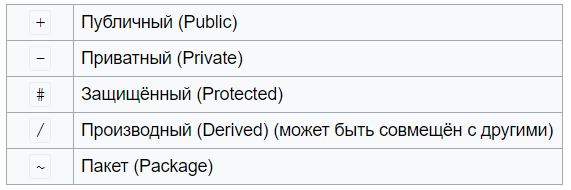 + Публичный (Public)
− Приватный (Private)
# Защищённый (Protected)
/ Производный (Derived) (может быть совмещён с другими)
~ Пакет (Package)